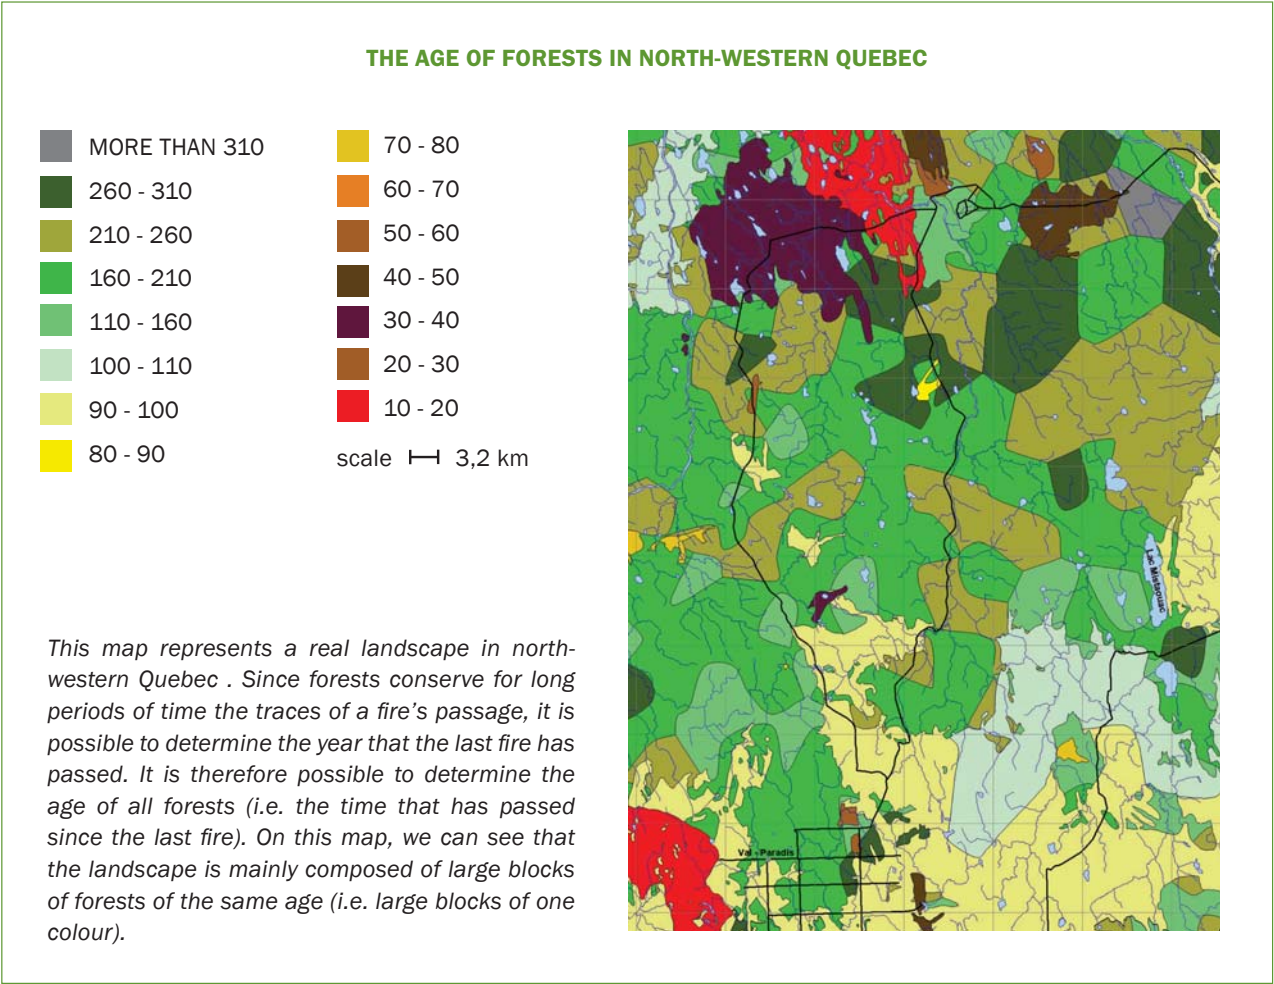 THE AGE OF FORESTS IN NORTH-WESTERN QUEBEC
MORE THAN 310
260 - 310
210 - 260
160 - 210
110 - 160
100 - 110
90 - 100
80 - 90
70 - 80
60 - 70
50 - 60
40 - 50
30 - 40
20 - 30
10 - 20
scale 3,2 km
This map represents a real landscape in north-
western Quebec . Since forests conserve for long
periods of time the traces of a fire’s passage, it is
possible to determine the year that the last fire has
passed. It is therefore possible to determine the
age of all forests (i.e. the time that has passed
since the last fire). On this map, we can see that
the landscape is mainly composed of large blocks
of forests of the same age (i.e. large blocks of one
colour).
Lac Mistaouac
Val - Paradis